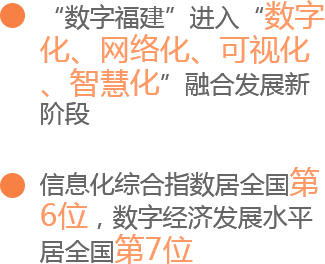 “数字福建”进入“数字
化、网络化、可视化
、智慧化”融合发展新
阶段
信息化综合指数居全国第
6位，数字经济发展水平
居全国第7位